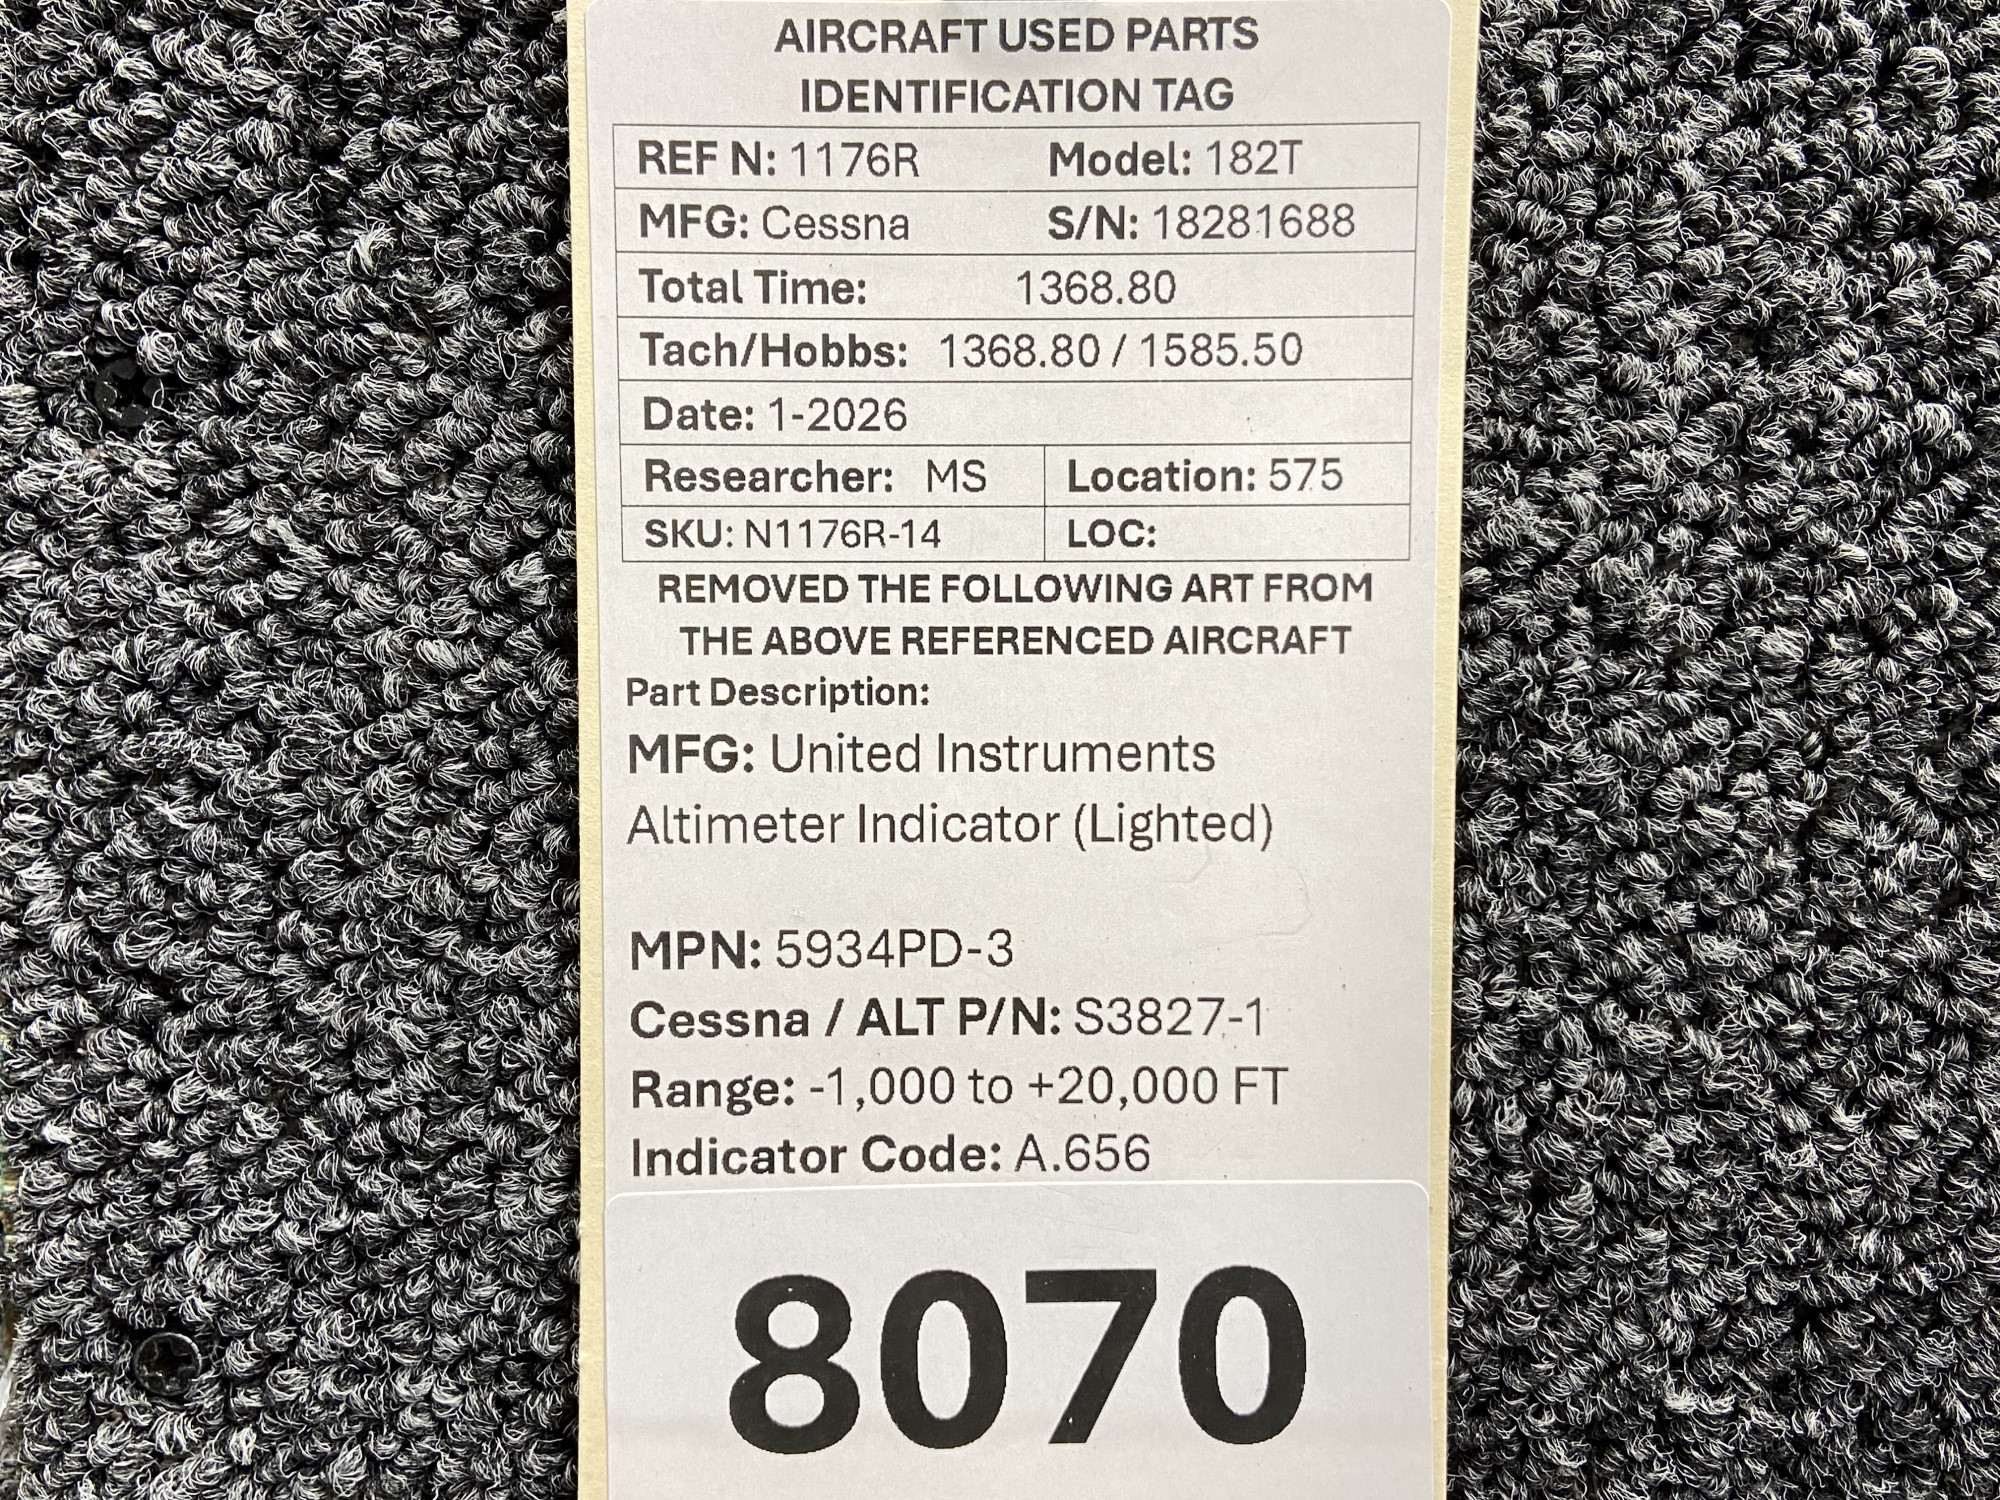 AIRCRAFT USED PARTS
IDENTIFICATION TAG
REF N: 1176R Model: 182T
MFG: Cessna S/N: 18281688
Total Time: 1368.80
Tach/Hobbs: 1368.80 / 1585.50
Date: 1-2026
Researcher: MS Location: 575
SKU: N1176R-14 LOC:
REMOVED THE FOLLOWING ART FROM
THE ABOVE REFERENCED AIRCRAFT
Part Description:
MFG: United Instruments
Altimeter Indicator (Lighted)
MPN: 5934PD-3
Cessna / ALT P/N: S3827-1
Range: -1,000 to +20,000 FT
Indicator Code: A.656
8070